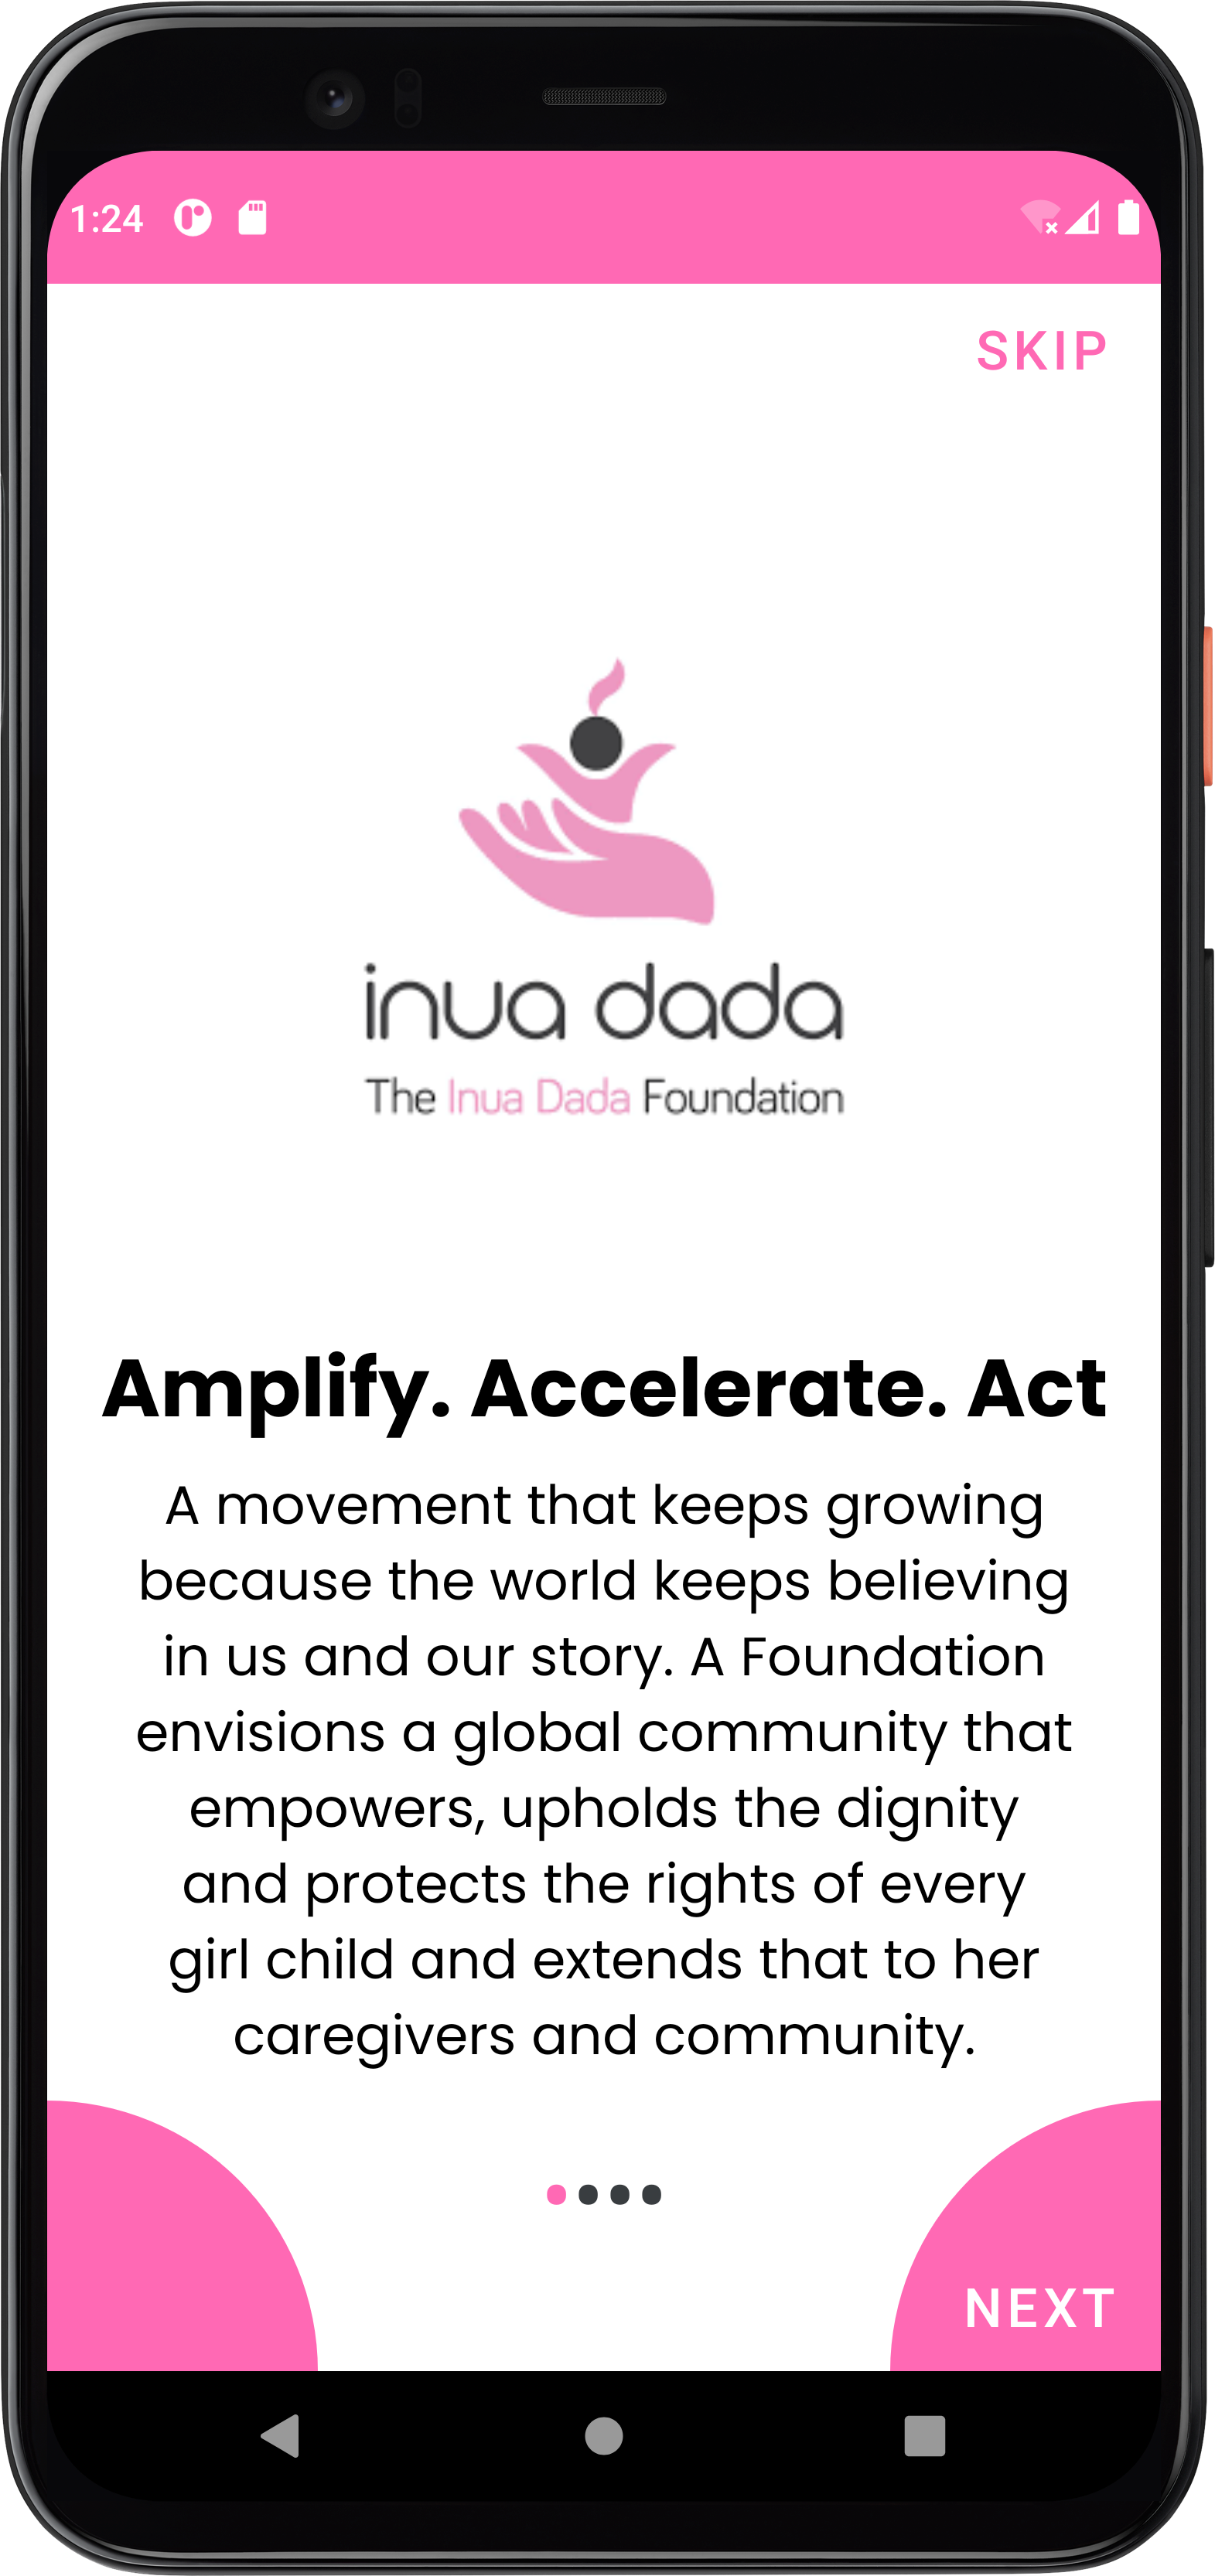 1:24
SKIP
inua dada
The Inua Dada Foundation
Amplify. Accelerate. Act
A movement that keeps growing
because the world keeps believing
in us and our story. A Foundation
envisions a global community that
empowers, upholds the dignity
and protects the rights of every
girl child and extends that to her
caregivers and community.
NEXT